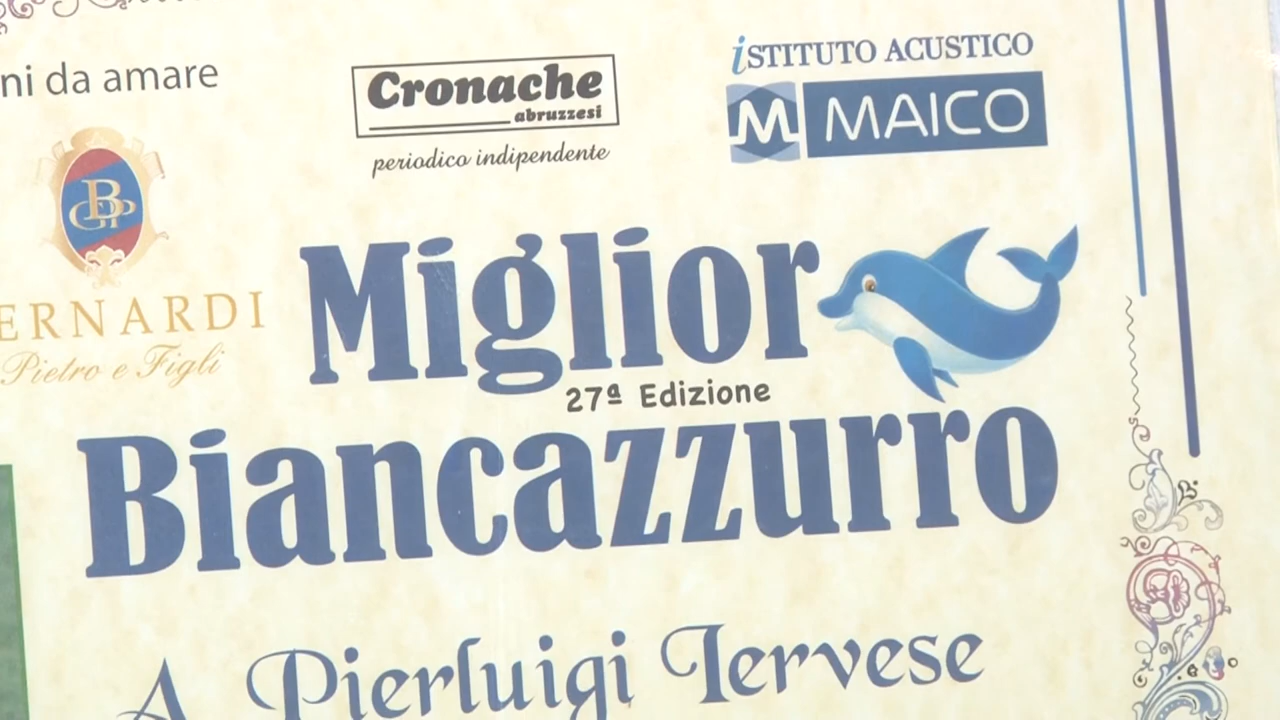 ni da amare
Cronache
abruzzesi
periodico indipendente
iSTITUTO ACUSTICO
M MAICO
ERNARDI
Pietro e Figli
Miglior
27ª Edizione
Biancazzurro
A Pierluigi Iervese